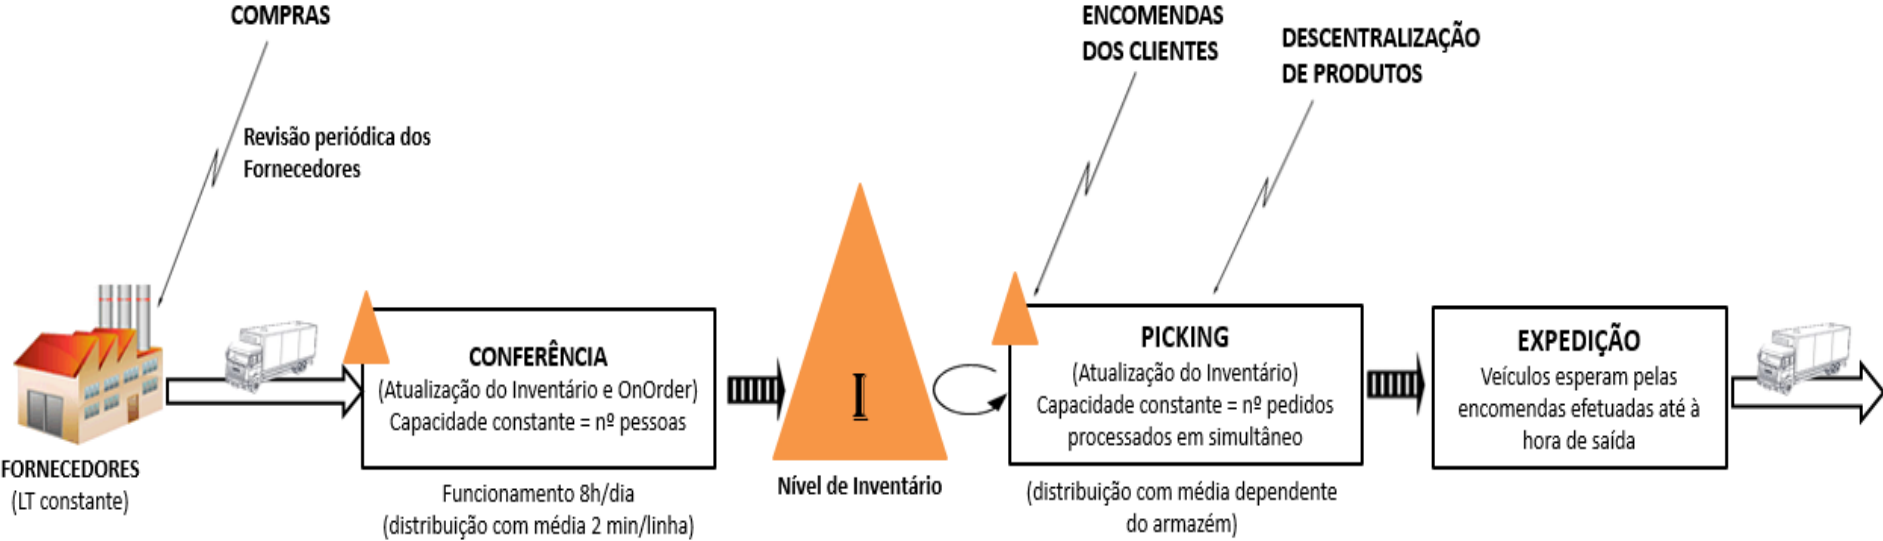 COMPRAS
Revisão periódica dos
Fornecedores
FORNECEDORES
(LT constante)
CONFERÊNCIA
(Atualização do Inventário e OnOrder)
Capacidade constante = nº pessoas
Funcionamento 8h/dia
(distribuição com média 2 min/linha)
I
Nível de Inventário
ENCOMENDAS
DOS CLIENTES
DESCENTRALIZAÇÃO
DE PRODUTOS
PICKING
(Atualização do Inventário)
Capacidade constante = nº pedidos
processados em simultâneo
(distribuição com média dependente
do armazém)
EXPEDIÇÃO
Veículos esperam pelas
encomendas efetuadas até à
hora de saída